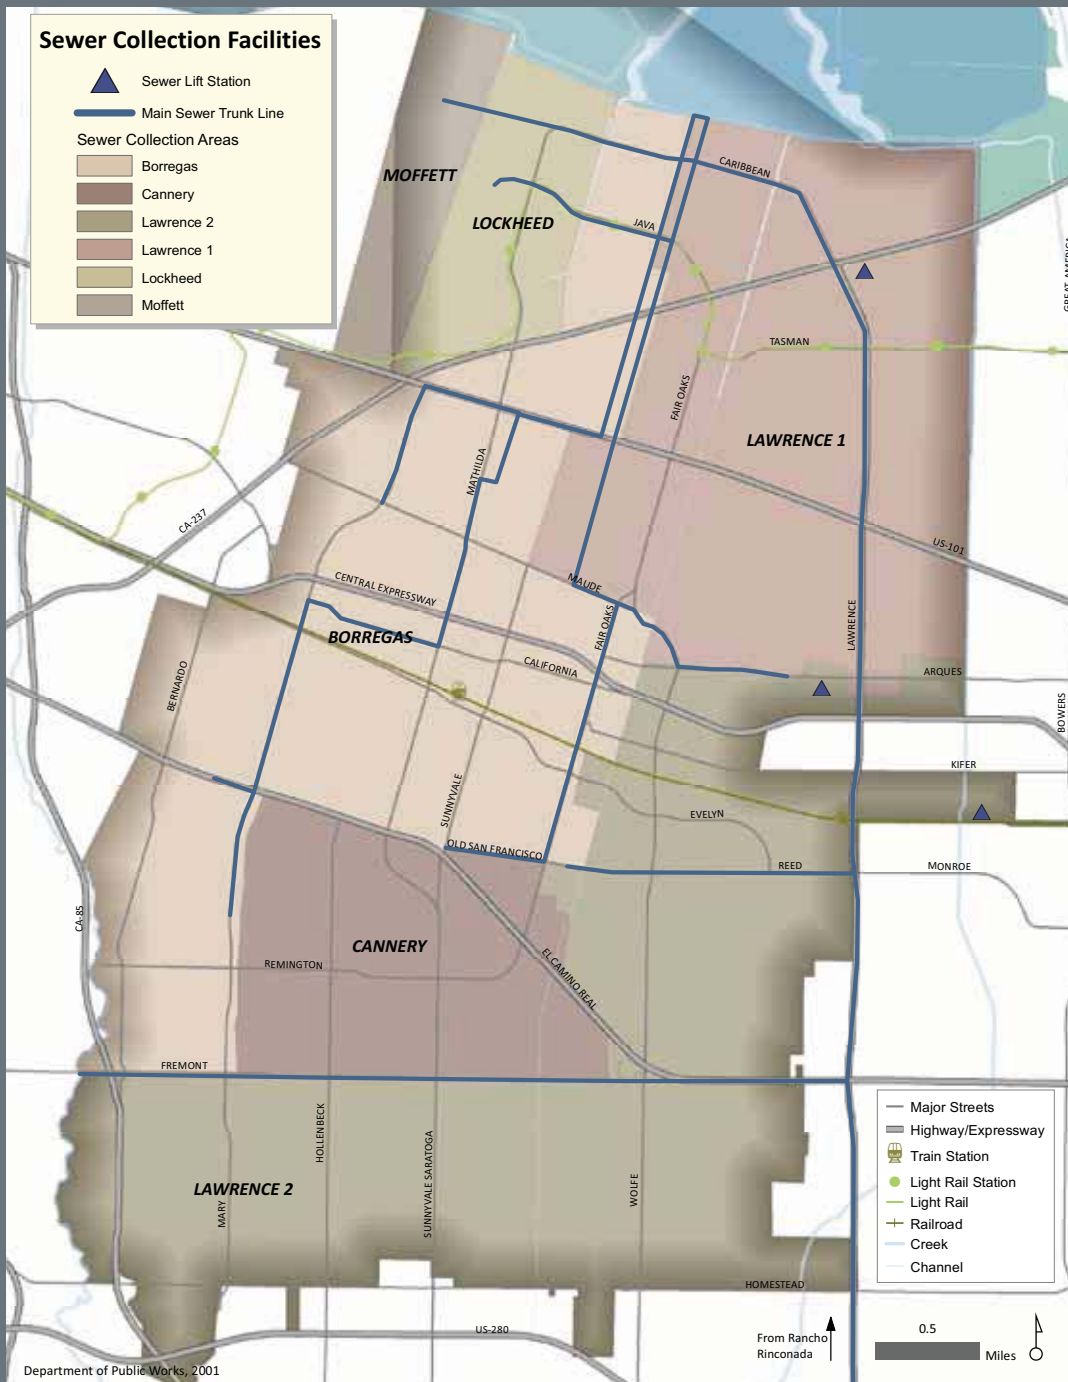 Sewer Collection Facilities
Sewer Lift Station
Main Sewer Trunk Line
Sewer Collection Areas
Borregas
Cannery
Lawrence 2
Lawrence 1
Lockheed
Moffett
MOFFETT
CARIBBEAN
LOCKHEED
JAVA
GREAT AMERICA
TASMAN
FAIR OAKS
LAWRENCE 1
MATHILDA
CA-237
US-101
CENTRAL EXPRESSWAY
MAUDE
FAIR OAKS
LAWRENCE
BORREGAS
CALIFORNIA
ARQUES
BERNARDO
BOWERS
KIFER
SUNNYVALE
EVELYN
OLD SAN FRANCISCO
REED
MONROE
CA-85
CANNERY
REMINGTON
EL CAMINO REAL
FREMONT
HOLLENBECK
SUNNYVALE SARATOGA
LAWRENCE 2
MARY
WOLFE
Major Streets
Highway/Expressway
Train Station
Light Rail Station
Light Rail
Railroad
Creek
Channel
HOMESTEAD
US-280
From Rancho
Rinconada
0.5
Miles
Department of Public Works, 2001